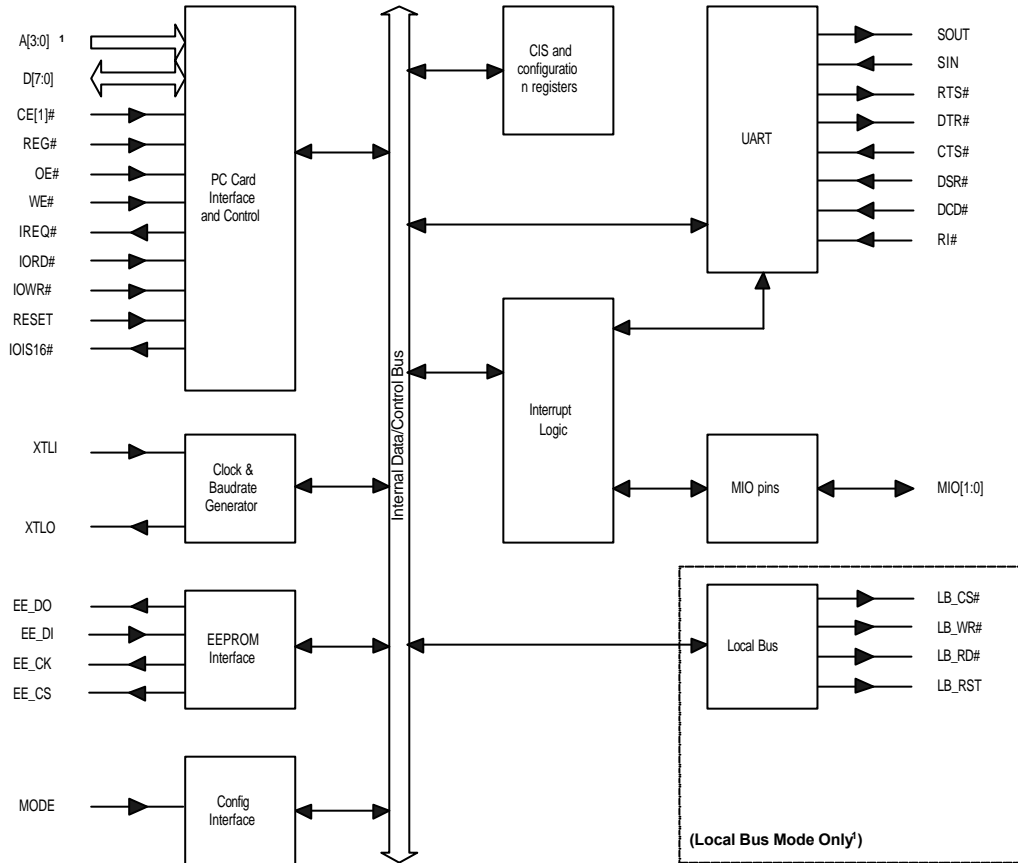 A[3:0] ¹
D[7:0]
CE[1]#
REG#
OE#
WE#
IREQ#
IORD#
IOWR#
RESET
IOIS16#
PC Card
Interface
and Control
XTLI
XTLO
Clock &
Baudrate
Generator
EE_DO
EE_DI
EE_CK
EE_CS
EEPROM
Interface
MODE
Config
Interface
Internal Data/Control Bus
CIS and
configuratio
n registers
UART
SOUT
SIN
RTS#
DTR#
CTS#
DSR#
DCD#
RI#
Interrupt
Logic
MIO pins
MIO[1:0]
Local Bus
LB_CS#
LB_WR#
LB_RD#
LB_RST
(Local Bus Mode Only¹)